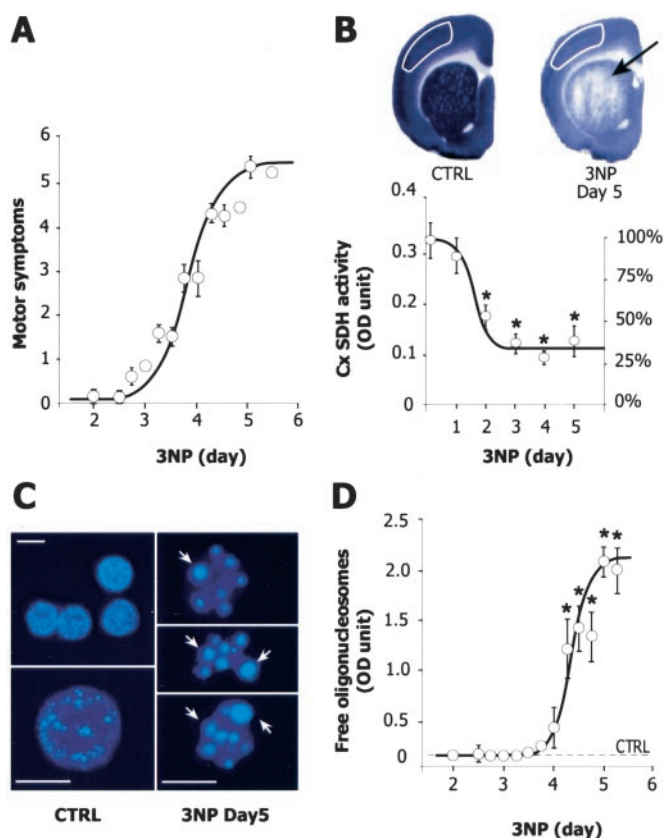 A
Motor symptoms
6
5
4
3
2
1
0
2 3 4 5 6
3NP (day)
B
CTRL
3NP
Day 5
Cx SDH activity
(OD unit)
0.4
0.3
0.2
0.1
0
100%
75%
50%
25%
0%
* * * *
1 2 3 4 5
3NP (day)
C
CTRL
3NP Day5
D
Free oligonucleosomes
(OD unit)
2.5
2.0
1.5
1.0
0.5
0
* * * * *
CTRL
2 3 4 5 6
3NP (day)